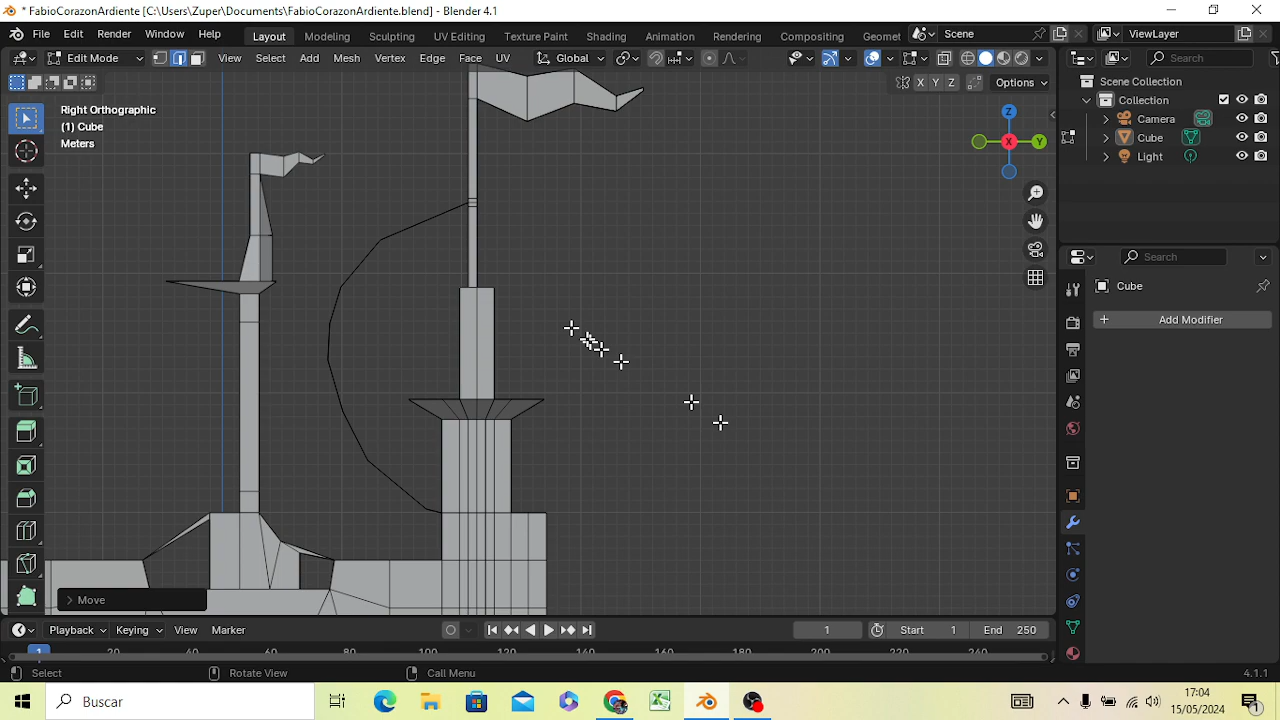 * FabioCorazonArdiente [C:\Users\Zuper\Documents\FabioCorazonArdiente.blend] - Blender 4.1
File Edit Render Window Help
Layout Modeling Sculpting UV Editing Texture Paint Shading Animation Rendering Compositing Geomet
Scene
ViewLayer
Edit Mode
View Select Add Mesh Vertex Edge Face UV
Global
Search
X Y Z
Options
Right Orthographic
(1) Cube
Meters
Z
X
Y
Scene Collection
Collection
Camera
Cube
Light
Search
Cube
+ Add Modifier
> Move
Playback Keying View Marker
1
Start 1
End 250
1 20 40 60 80 100 120 140 160 180 200 220 240
Select
Rotate View
Call Menu
4.1.1
Buscar
17:04
15/05/2024
1